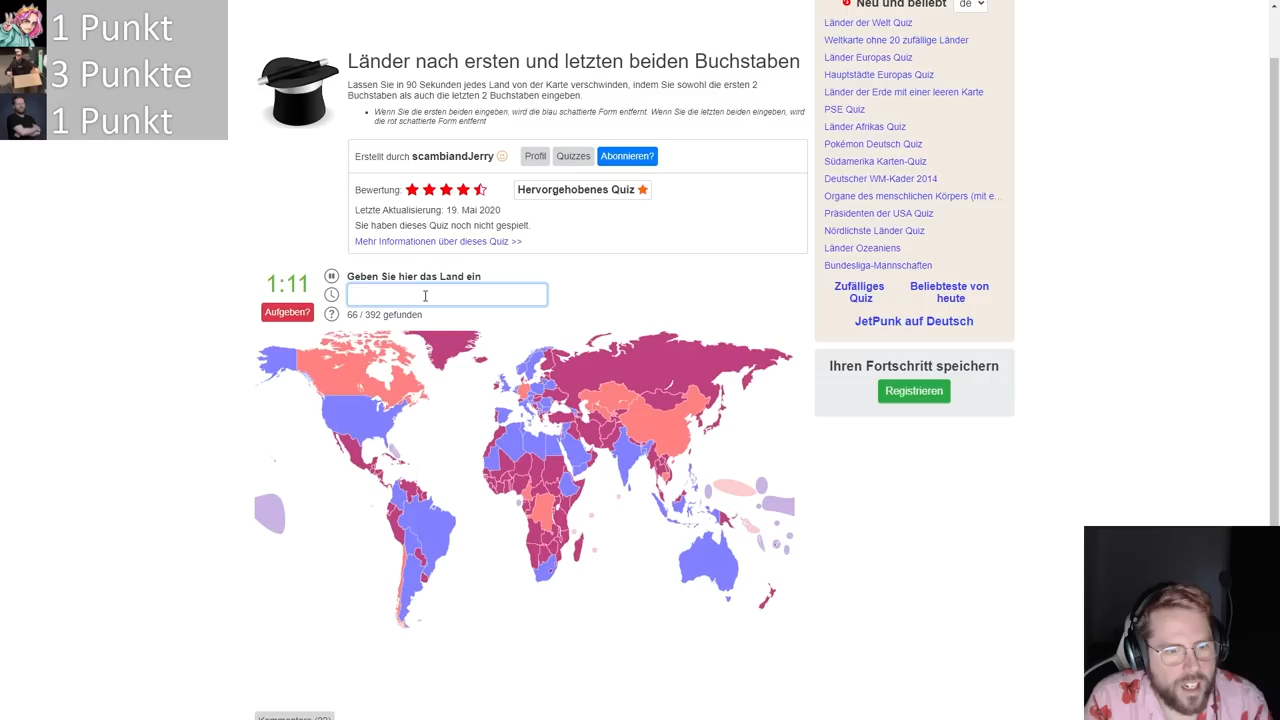 1 Punkt
3 Punkte
1 Punkt
Länder nach ersten und letzten beiden Buchstaben
Lassen Sie in 90 Sekunden jedes Land von der Karte verschwinden, indem Sie sowohl die ersten 2
Buchstaben als auch die letzten 2 Buchstaben eingeben.
• Wenn Sie die ersten beiden eingeben, wird die blau schattierte Form entfernt. Wenn Sie die letzten beiden eingeben, wird
die rot schattierte Form entfernt
Erstellt durch scambiandJerry
Profil
Quizzes
Abonnieren?
Bewertung:
Hervorgehobenes Quiz
Letzte Aktualisierung: 19. Mai 2020
Sie haben dieses Quiz noch nicht gespielt.
Mehr Informationen über dieses Quiz >>
1:11
Aufgeben?
Geben Sie hier das Land ein
?
66 / 392 gefunden
Neu und beliebt
de
Länder der Welt Quiz
Weltkarte ohne 20 zufällige Länder
Länder Europas Quiz
Hauptstädte Europas Quiz
Länder der Erde mit einer leeren Karte
PSE Quiz
Länder Afrikas Quiz
Pokémon Deutsch Quiz
Südamerika Karten-Quiz
Deutscher WM-Kader 2014
Organe des menschlichen Körpers (mit e...
Präsidenten der USA Quiz
Nördlichste Länder Quiz
Länder Ozeaniens
Bundesliga-Mannschaften
Zufälliges
Quiz
Beliebteste von
heute
JetPunk auf Deutsch
Ihren Fortschritt speichern
Registrieren